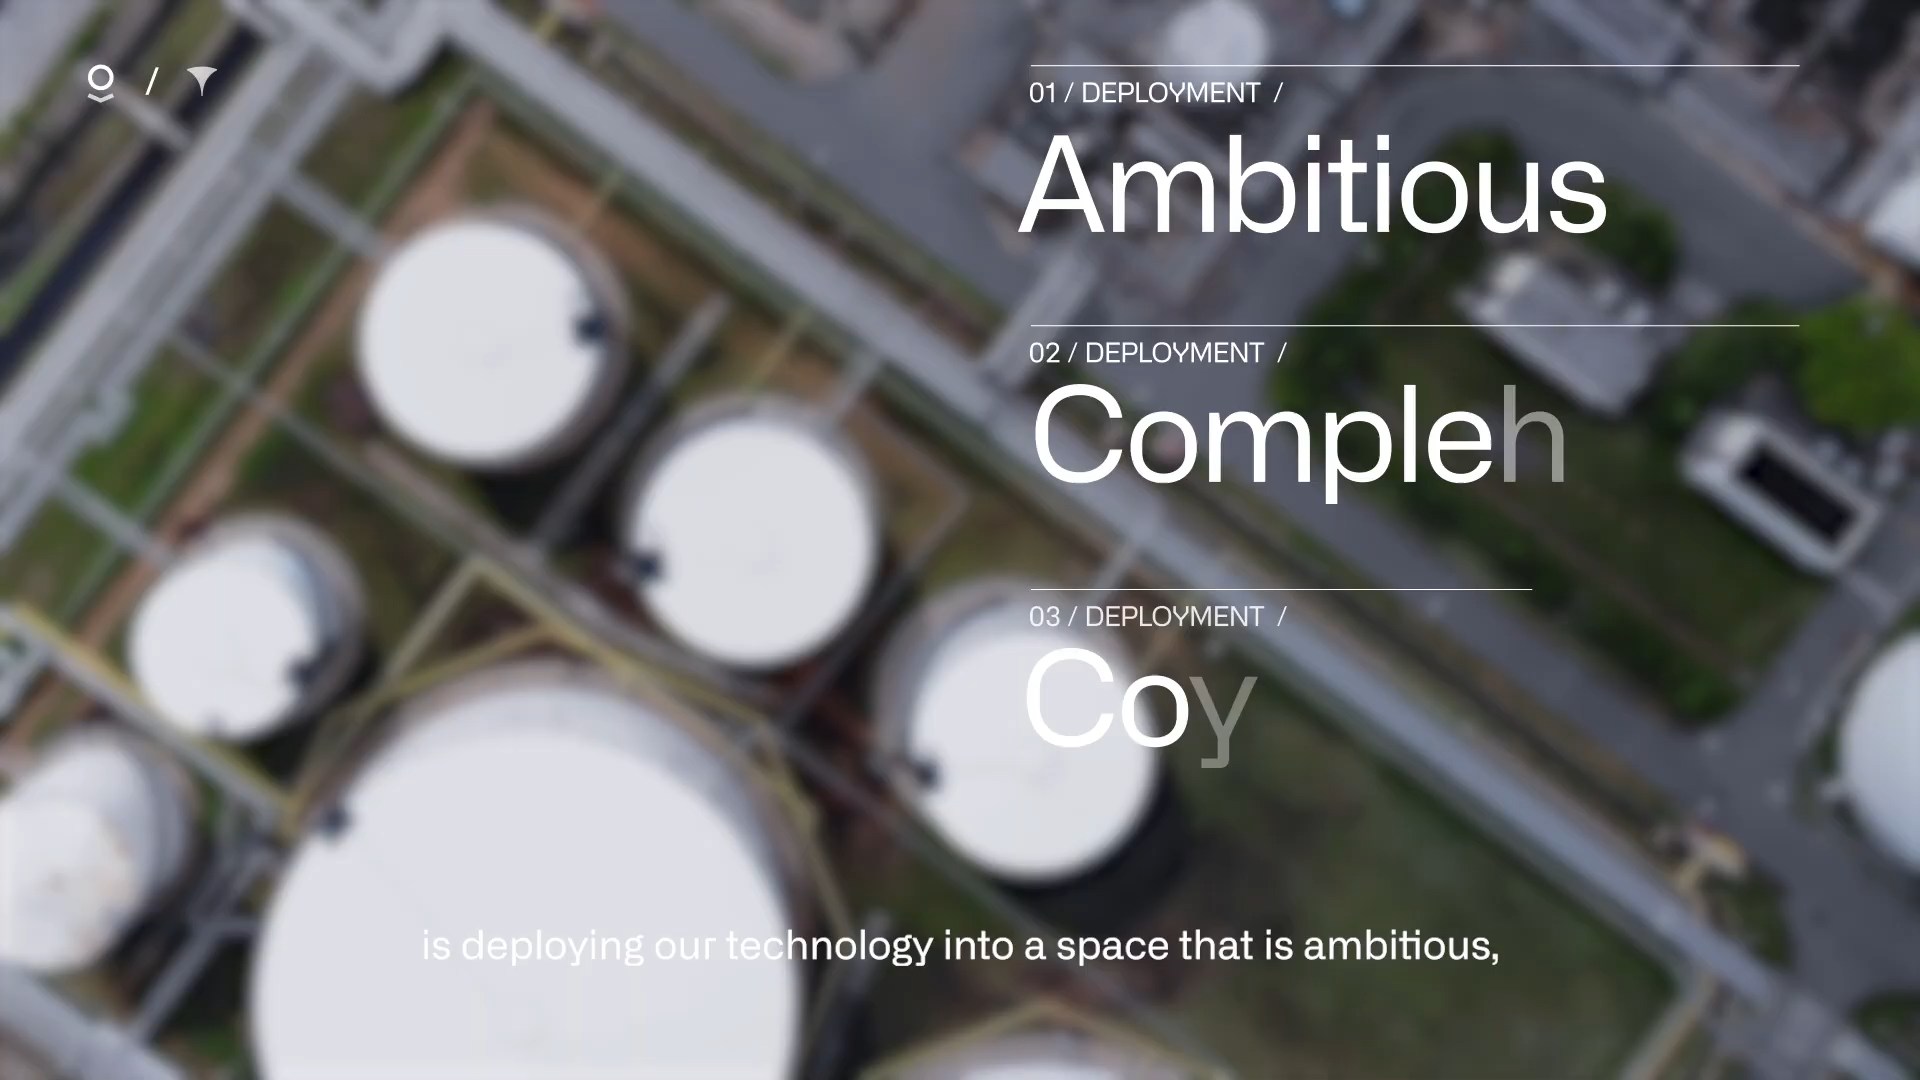 /
01 / DEPLOYMENT /
Ambitious
02 / DEPLOYMENT /
Compleh
03 / DEPLOYMENT /
Coy
is deploying our technology into a space that is ambitious,